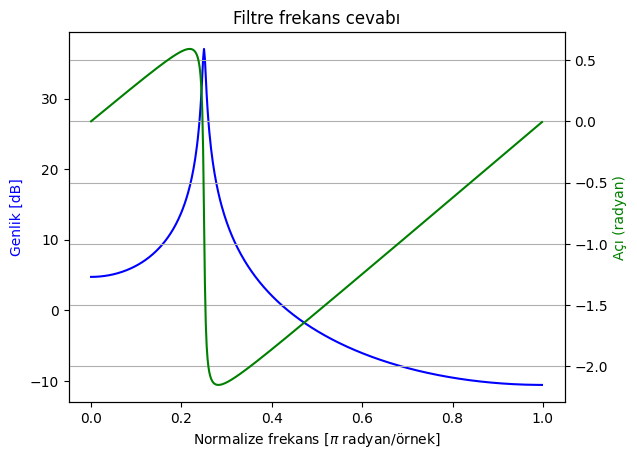 Filtre frekans cevabı
Genlik [dB]
30
20
10
0
−10
0.5
0.0
−0.5
−1.0
−1.5
−2.0
Açı (radyan)
0.0 0.2 0.4 0.6 0.8 1.0
Normalize frekans [π radyan/örnek]